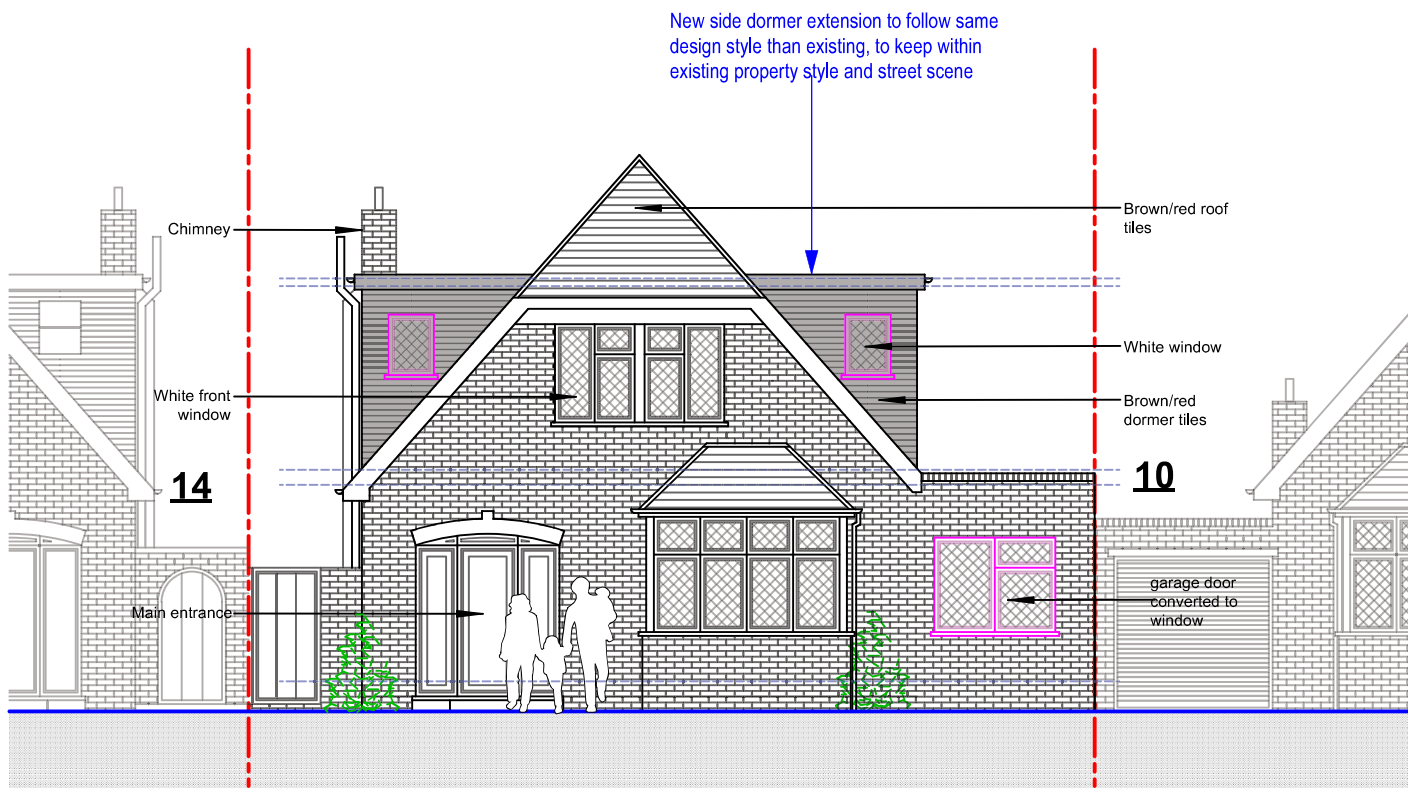 New side dormer extension to follow same
design style than existing, to keep within
existing property style and street scene
Chimney
Brown/red roof
tiles
White window
White front
window
Brown/red
dormer tiles
14
10
garage door
converted to
window
Main entrance